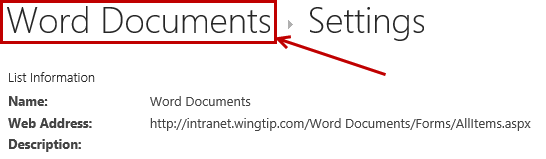 Word Documents › Settings
List Information
Name: Word Documents
Web Address: http://intranet.wingtip.com/Word Documents/Forms/AllItems.aspx
Description: